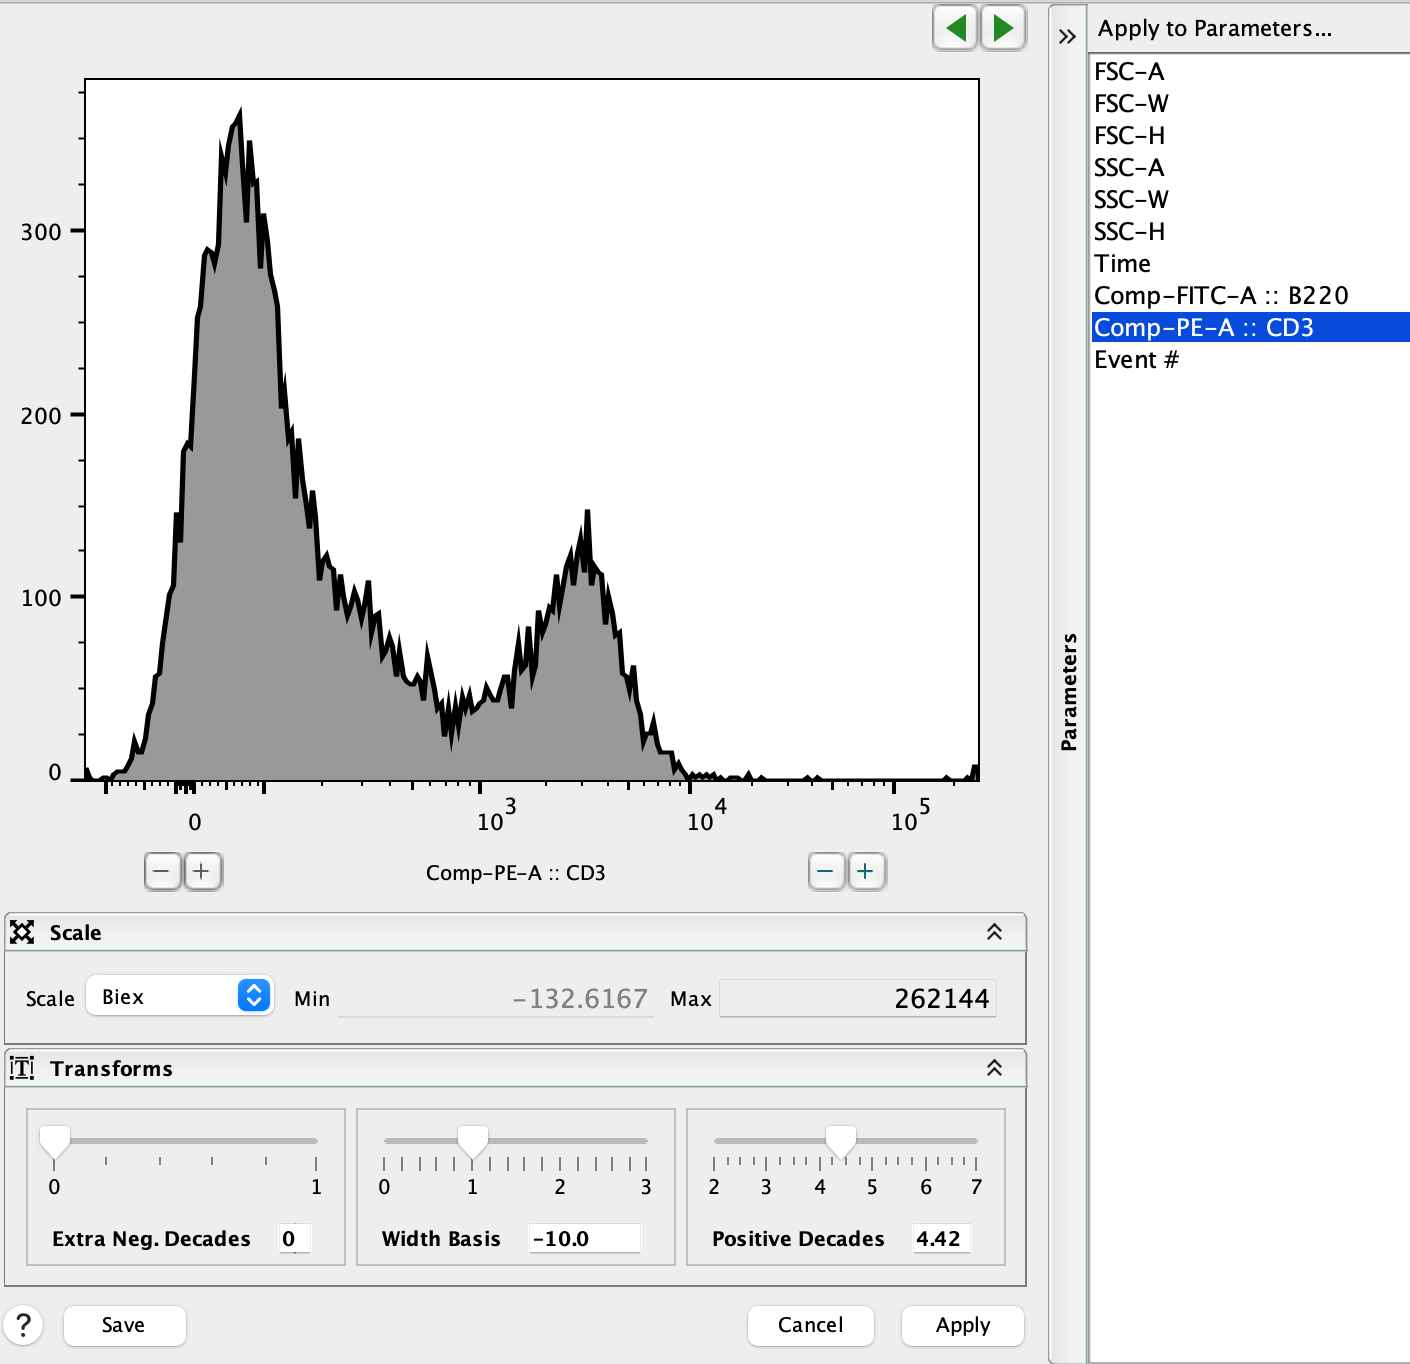 Apply to Parameters...
FSC-A
FSC-W
FSC-H
SSC-A
SSC-W
SSC-H
Time
Comp-FITC-A :: B220
Comp-PE-A :: CD3
Event #
Parameters
300
200
100
0
0 10^3 10^4 10^5
Comp-PE-A :: CD3
Scale
Scale Biex Min -132.6167 Max 262144
Transforms
0 1
Extra Neg. Decades 0
0 1 2 3
Width Basis -10.0
2 3 4 5 6 7
Positive Decades 4.42
? Save Cancel Apply